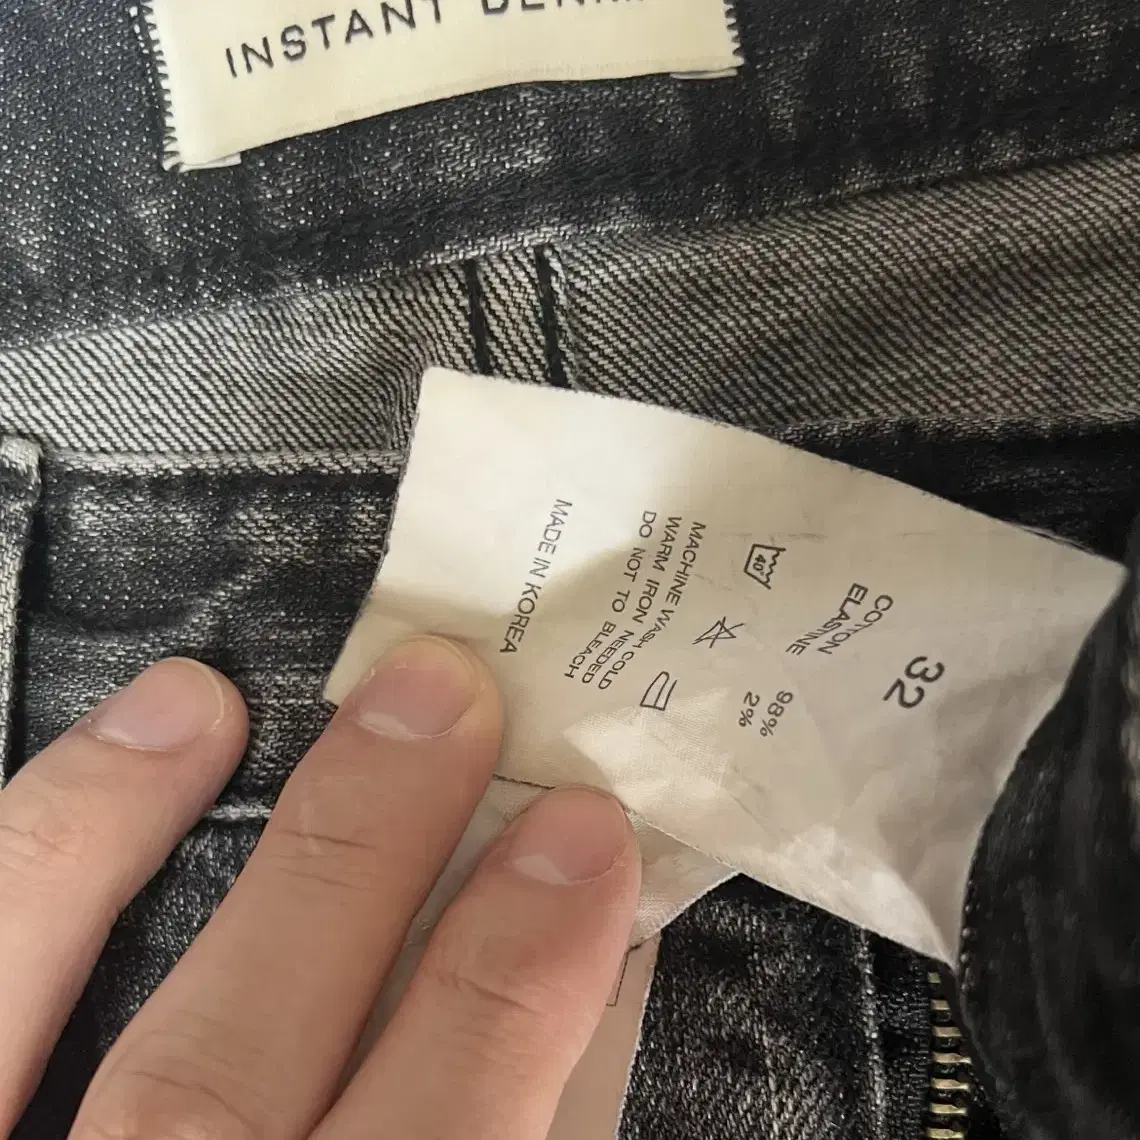 INSTANT
32
COTTON 98%
ELASTINE 2%
40
MACHINE WASH COLD
WARM IRON NEEDED
DO NOT TO BLEACH
MADE IN KOREA